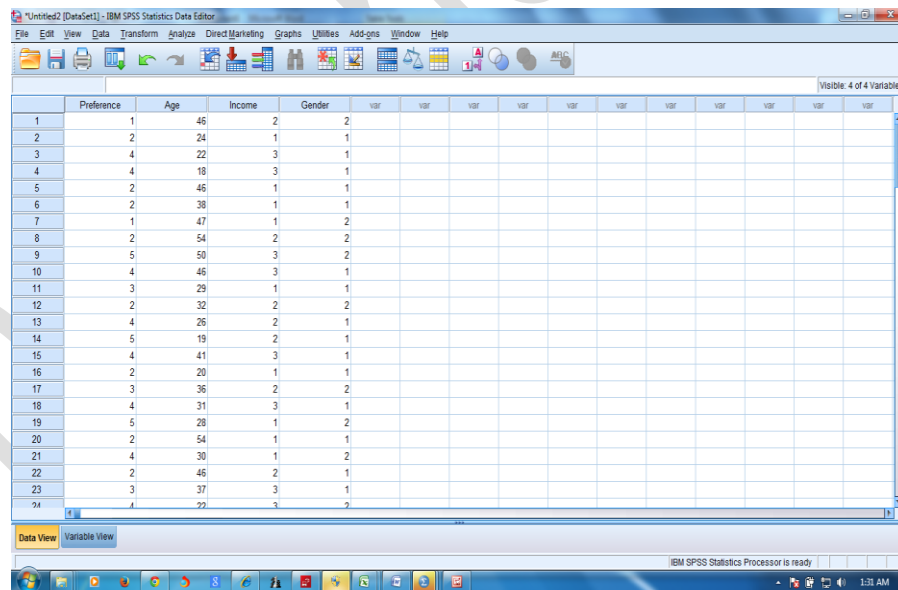 *Untitled2 [DataSet1] - IBM SPSS Statistics Data Editor
File Edit View Data Transform Analyze Direct Marketing Graphs Utilities Add-ons Window Help
Visible: 4 of 4 Variable
Preference Age Income Gender var var var var var var var var var var
1 1 46 2 2
2 2 24 1 1
3 4 22 3 1
4 4 18 3 1
5 2 46 1 1
6 2 38 1 1
7 1 47 1 2
8 2 54 2 2
9 5 50 3 2
10 4 46 3 1
11 3 29 1 1
12 2 32 2 2
13 4 26 2 1
14 5 19 2 1
15 4 41 3 1
16 2 20 1 1
17 3 36 2 2
18 4 31 3 1
19 5 28 1 2
20 2 54 1 1
21 4 30 1 2
22 2 46 2 1
23 3 37 3 1
24 4 22 3 2
Data View Variable View
IBM SPSS Statistics Processor is ready
1:31 AM